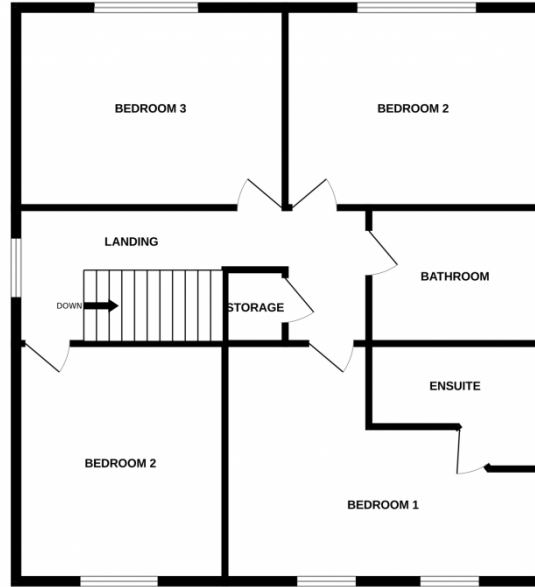 BEDROOM 3
BEDROOM 2
LANDING
BATHROOM
DOWN
STORAGE
ENSUITE
BEDROOM 2
BEDROOM 1